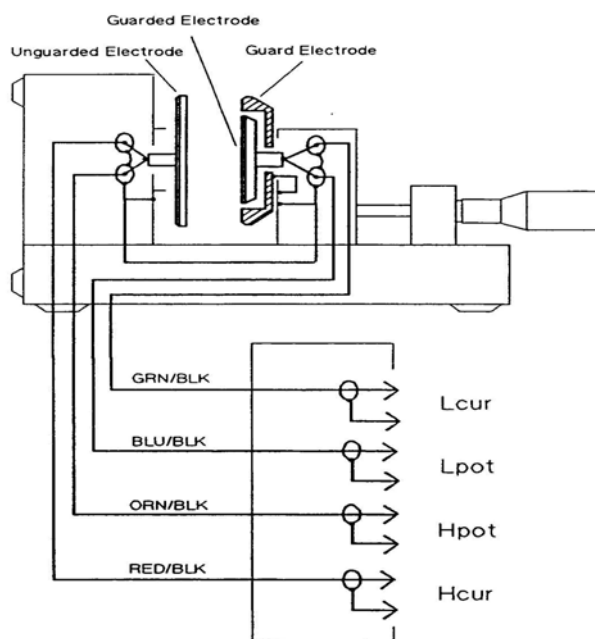 Guarded Electrode
Unguarded Electrode
Guard Electrode
GRN/BLK
Lcur
BLU/BLK
Lpot
ORN/BLK
Hpot
RED/BLK
Hcur